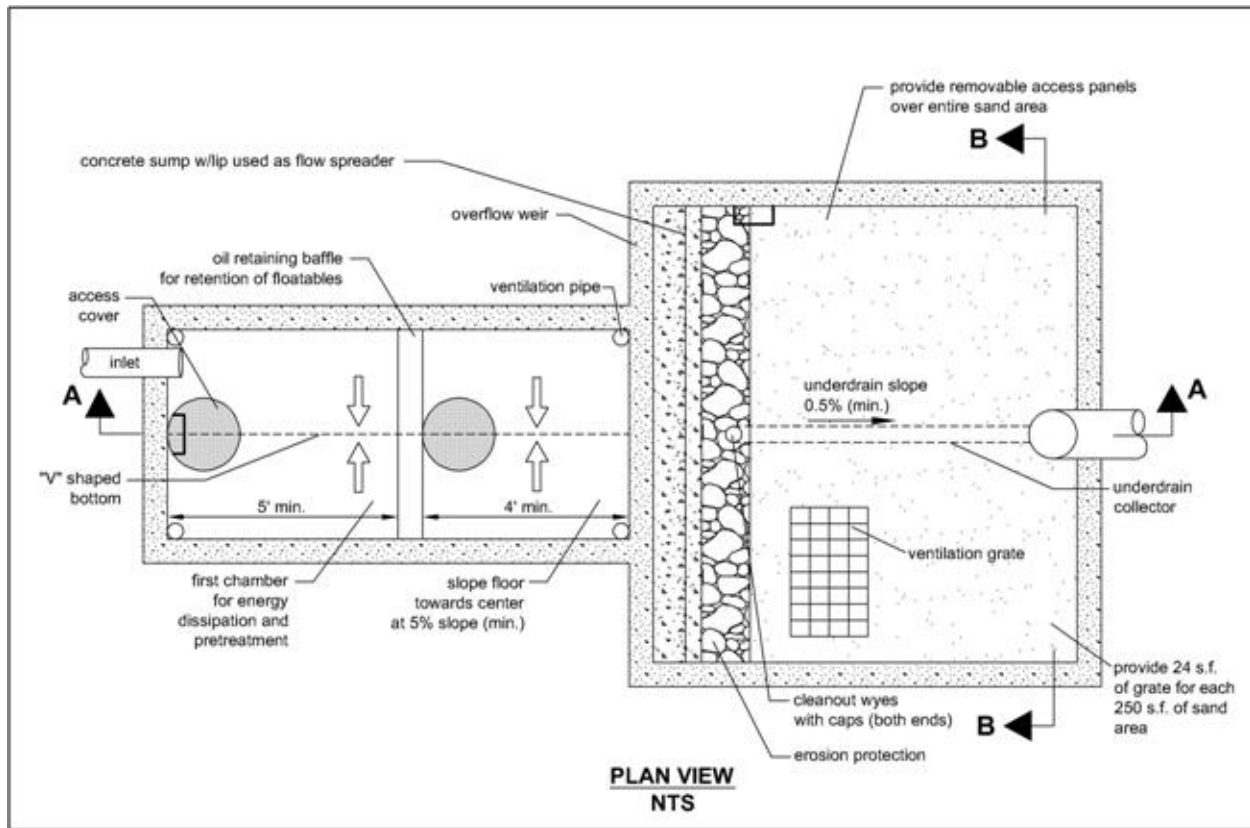 provide removable access panels
over entire sand area
B
concrete sump w/lip used as flow spreader
overflow weir
oil retaining baffle
for retention of floatables
ventilation pipe
access
cover
inlet
A
underdrain slope
0.5% (min.)
A
"V" shaped
bottom
5' min.
4' min.
underdrain
collector
ventilation grate
first chamber
for energy
dissipation and
pretreatment
slope floor
towards center
at 5% slope (min.)
provide 24 s.f.
of grate for each
250 s.f. of sand
area
cleanout wyes
with caps (both ends)
B
erosion protection
PLAN VIEW
NTS